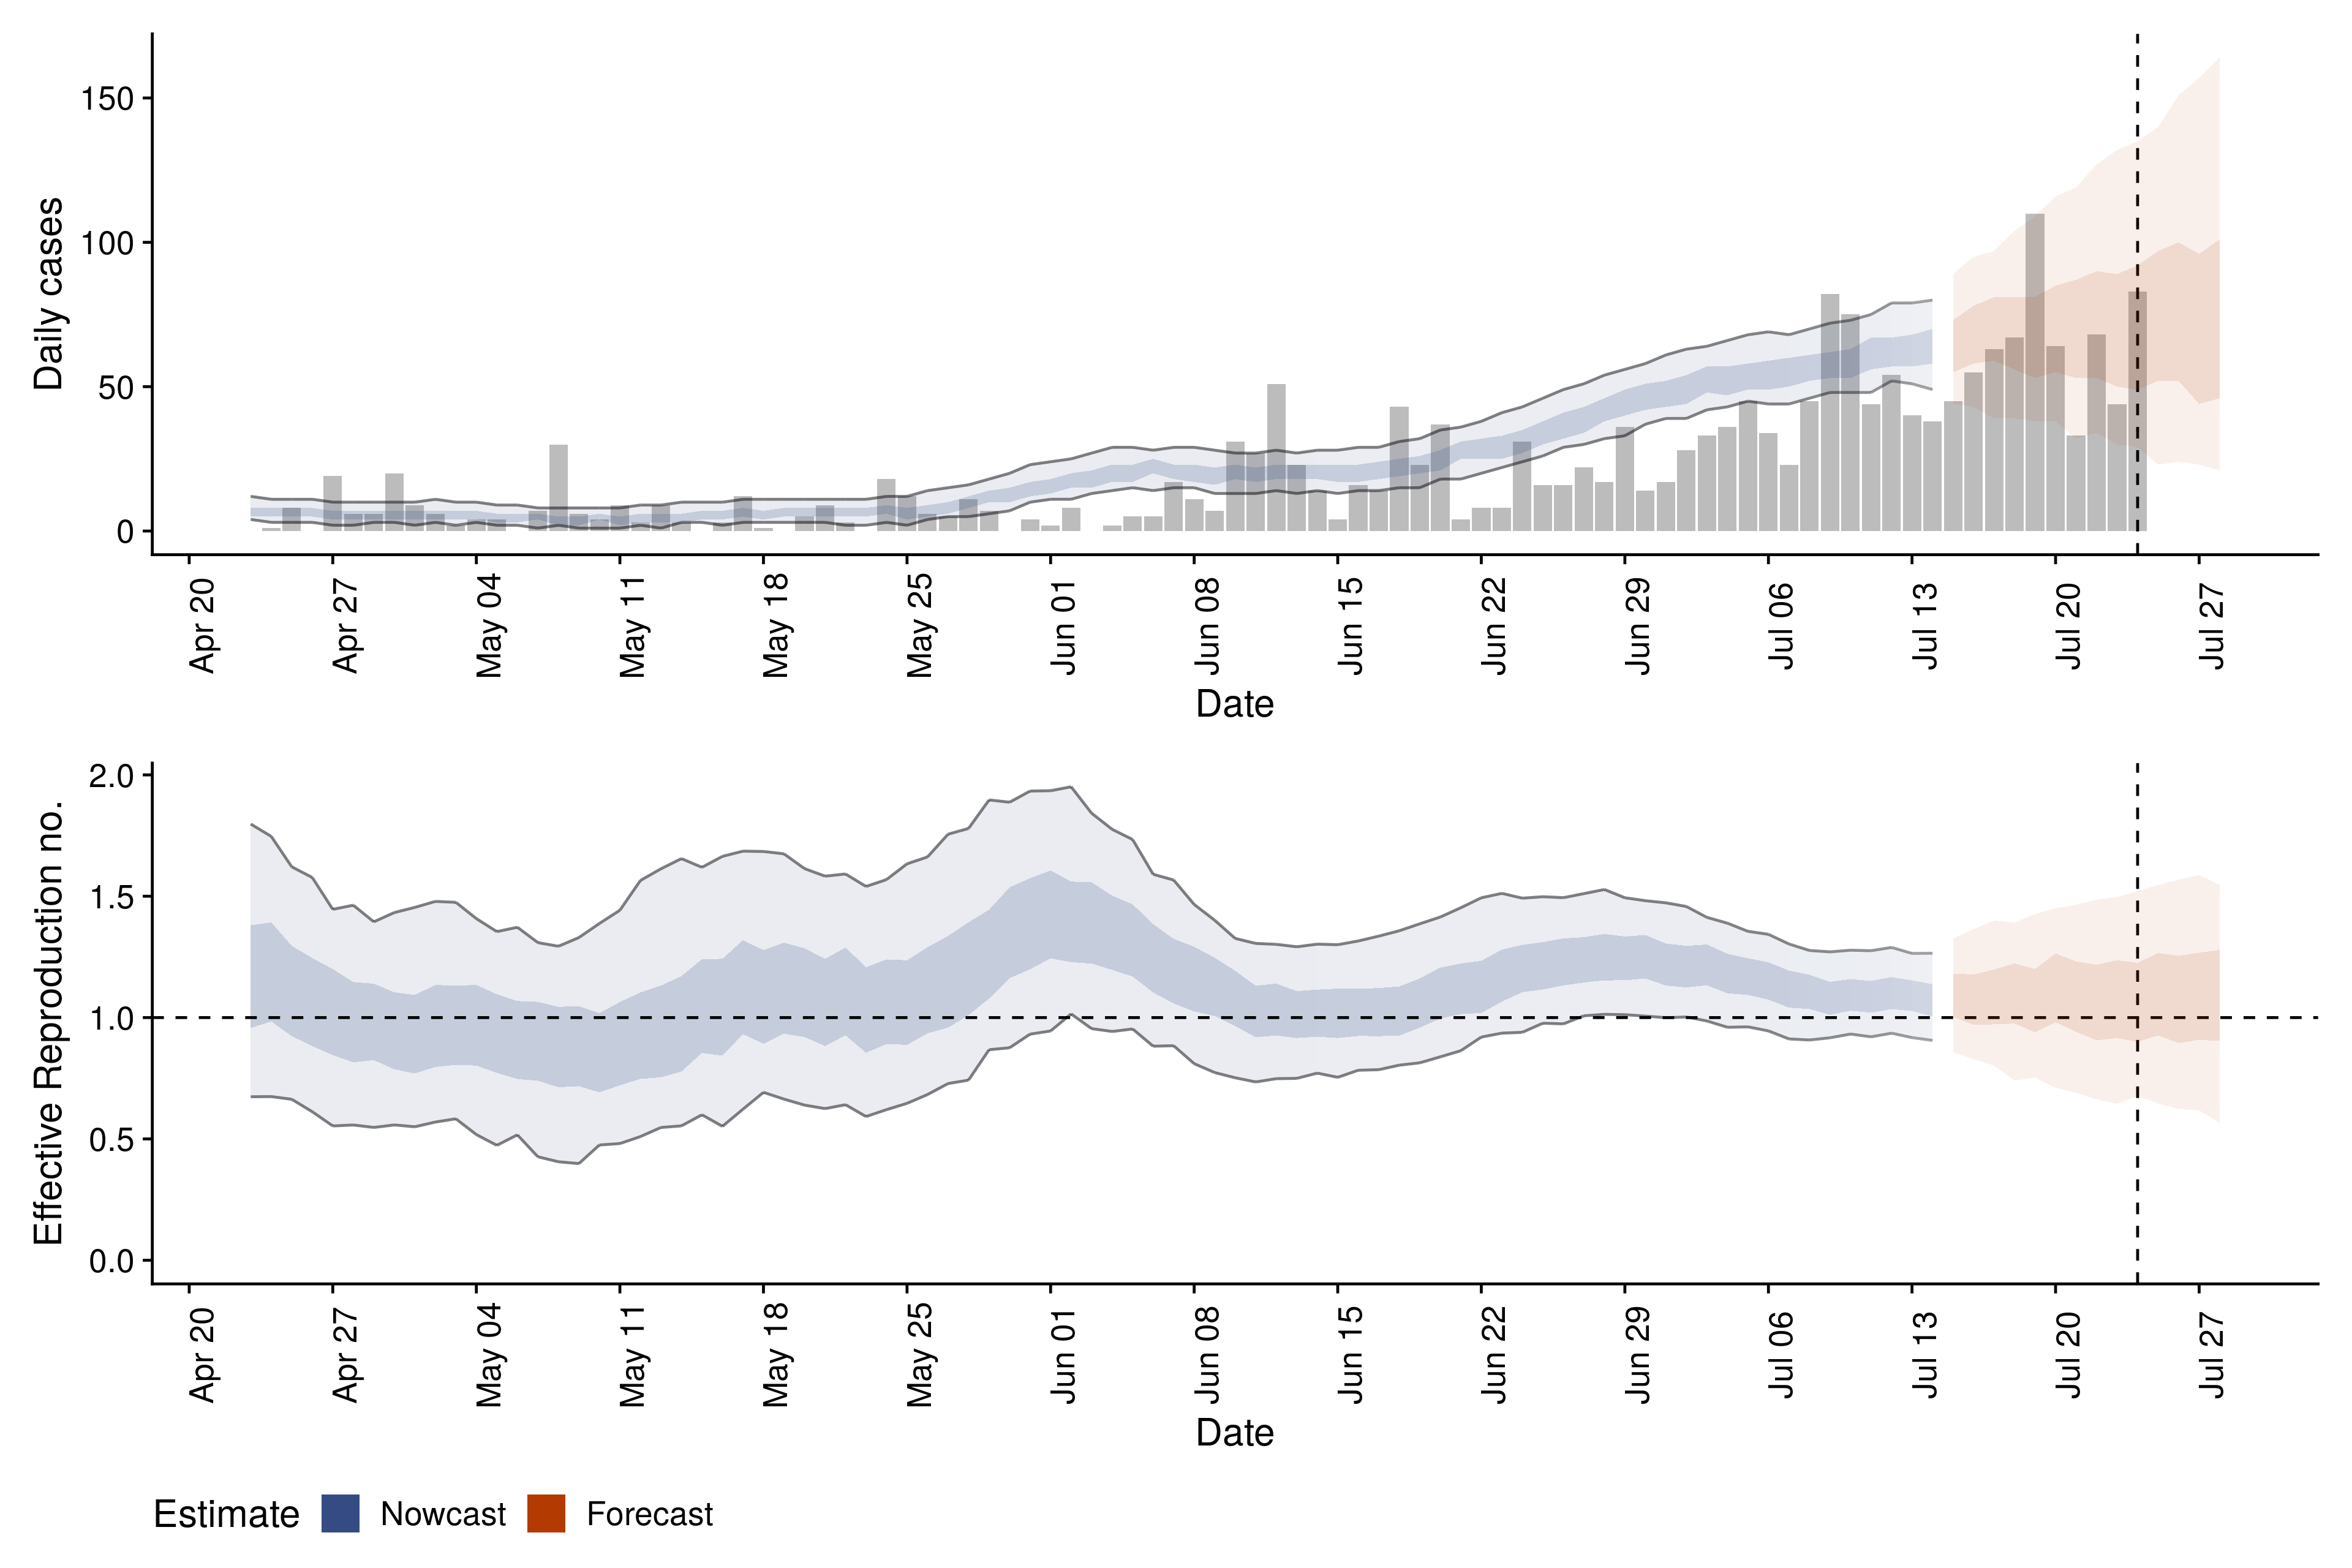 Daily cases
150
100
50
0
Apr 20
Apr 27
May 04
May 11
May 18
May 25
Jun 01
Jun 08
Jun 15
Jun 22
Jun 29
Jul 06
Jul 13
Jul 20
Jul 27
Date
Effective Reproduction no.
2.0
1.5
1.0
0.5
0.0
Apr 20
Apr 27
May 04
May 11
May 18
May 25
Jun 01
Jun 08
Jun 15
Jun 22
Jun 29
Jul 06
Jul 13
Jul 20
Jul 27
Date
Estimate Nowcast Forecast